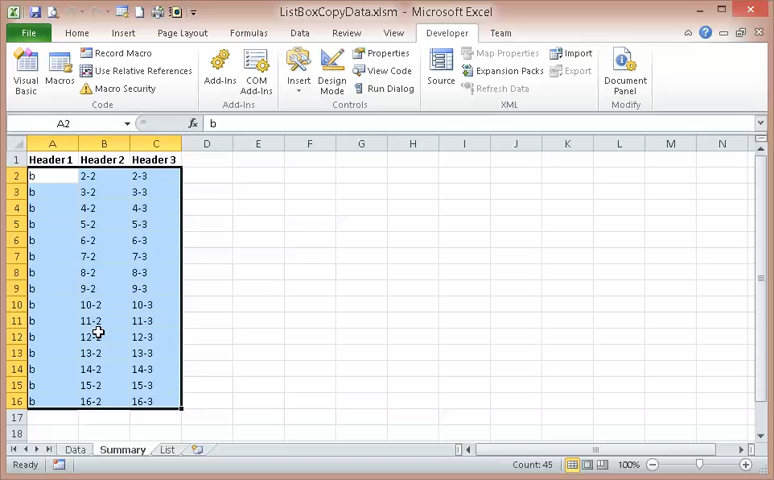 ListBoxCopyData.xlsm - Microsoft Excel
File Home Insert Page Layout Formulas Data Review View Developer Team
Visual Basic
Macros
Record Macro
Use Relative References
Macro Security
Code
Add-Ins
COM Add-Ins
Add-Ins
Insert
Design Mode
Properties
View Code
Run Dialog
Controls
Source
Map Properties
Expansion Packs
Refresh Data
Import
Export
XML
Document Panel
Modify
A2 fx b
A B C D E F G H I J K L M N
1 Header1 Header2 Header3
2 b 2-2 2-3
3 b 3-2 3-3
4 b 4-2 4-3
5 b 5-2 5-3
6 b 6-2 6-3
7 b 7-2 7-3
8 b 8-2 8-3
9 b 9-2 9-3
10 b 10-2 10-3
11 b 11-2 11-3
12 b 12-2 12-3
13 b 13-2 13-3
14 b 14-2 14-3
15 b 15-2 15-3
16 b 16-2 16-3
17
18
Data Summary List
Ready Count: 45 100%